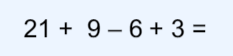 21 + 9 – 6 + 3 =